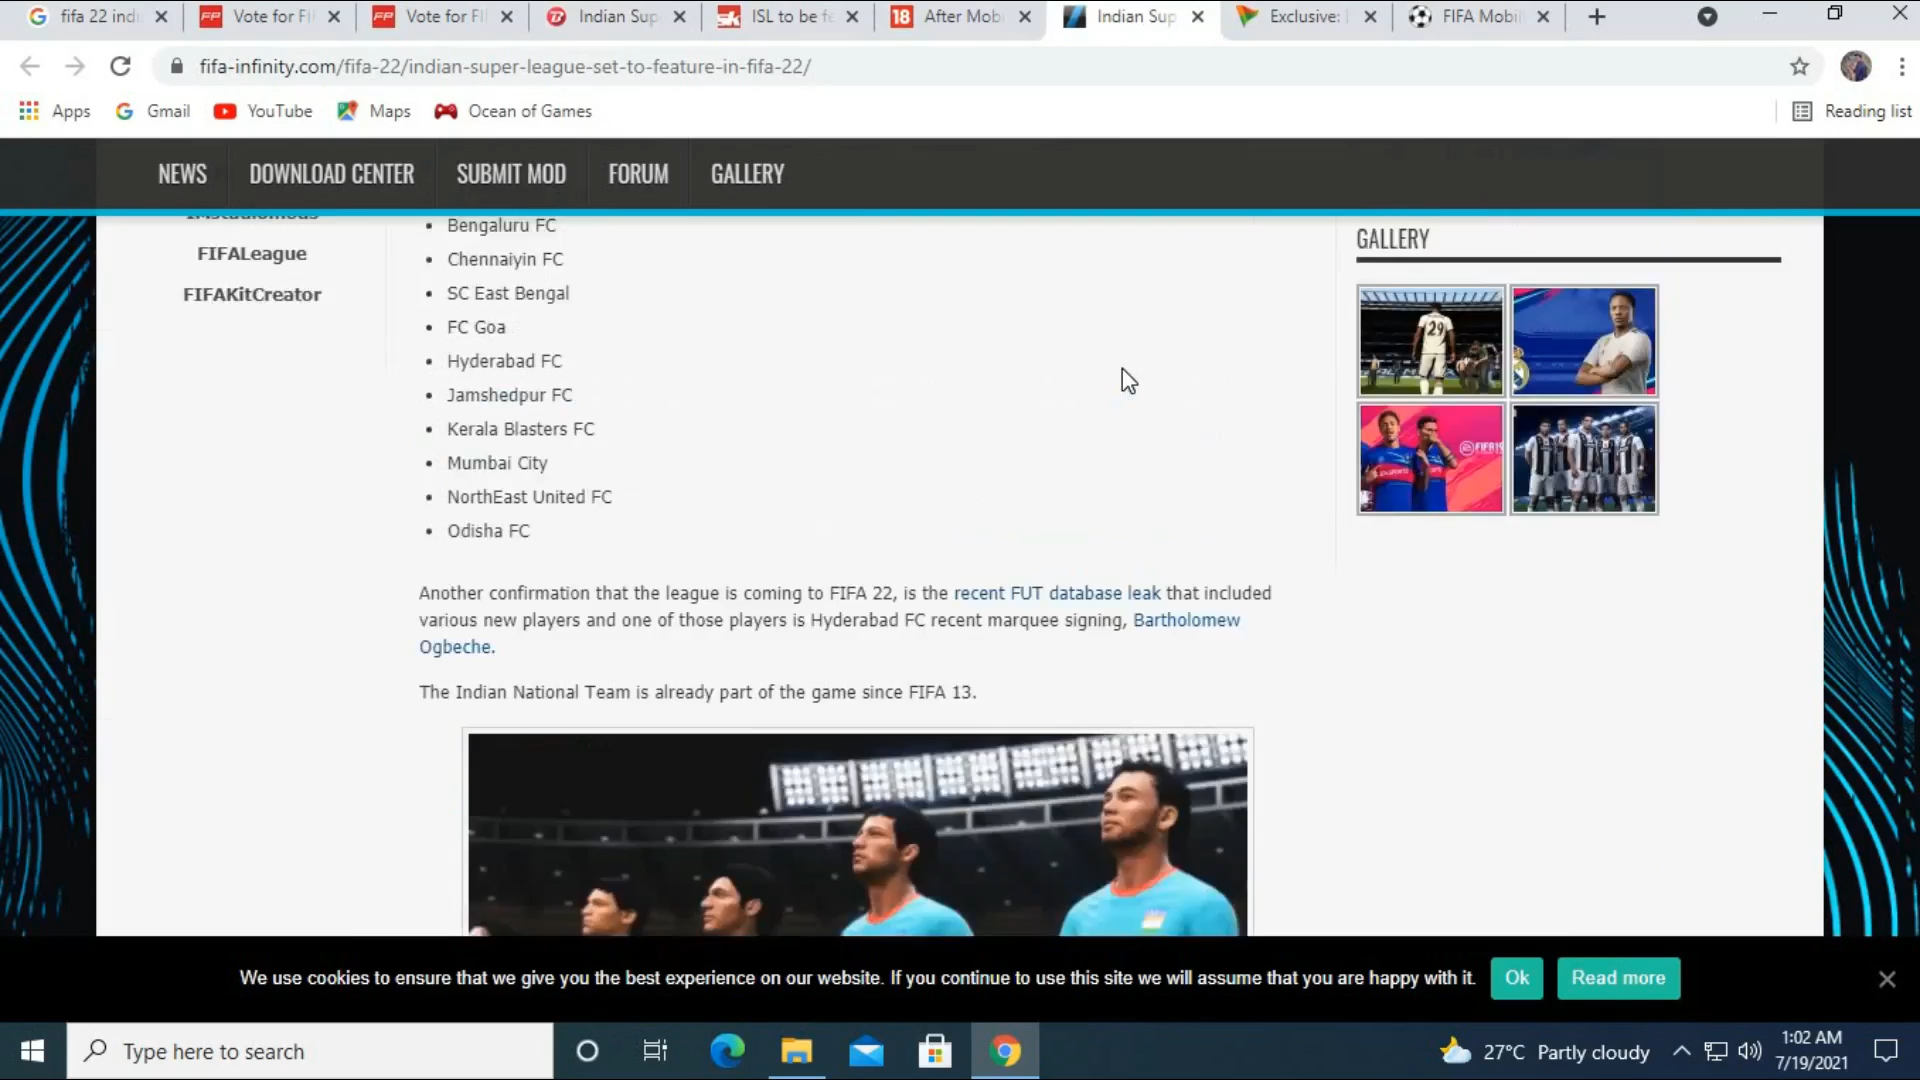 fifa 22 indi
Vote for FI
Vote for FI
Indian Sup
ISL to be fe
18
After Mobi
Indian Sup
Exclusive:
FIFA Mobil
fifa-infinity.com/fifa-22/indian-super-league-set-to-feature-in-fifa-22/
Apps
Gmail
YouTube
Maps
Ocean of Games
Reading list
NEWS
DOWNLOAD CENTER
SUBMIT MOD
FORUM
GALLERY
FIFALeague
FIFAKitCreator
• Bengaluru FC
• Chennaiyin FC
• SC East Bengal
• FC Goa
• Hyderabad FC
• Jamshedpur FC
• Kerala Blasters FC
• Mumbai City
• NorthEast United FC
• Odisha FC
Another confirmation that the league is coming to FIFA 22, is the recent FUT database leak that included
various new players and one of those players is Hyderabad FC recent marquee signing, Bartholomew
Ogbeche.
The Indian National Team is already part of the game since FIFA 13.
GALLERY
29
We use cookies to ensure that we give you the best experience on our website. If you continue to use this site we will assume that you are happy with it.
Ok
Read more
Type here to search
27°C Partly cloudy
1:02 AM
7/19/2021